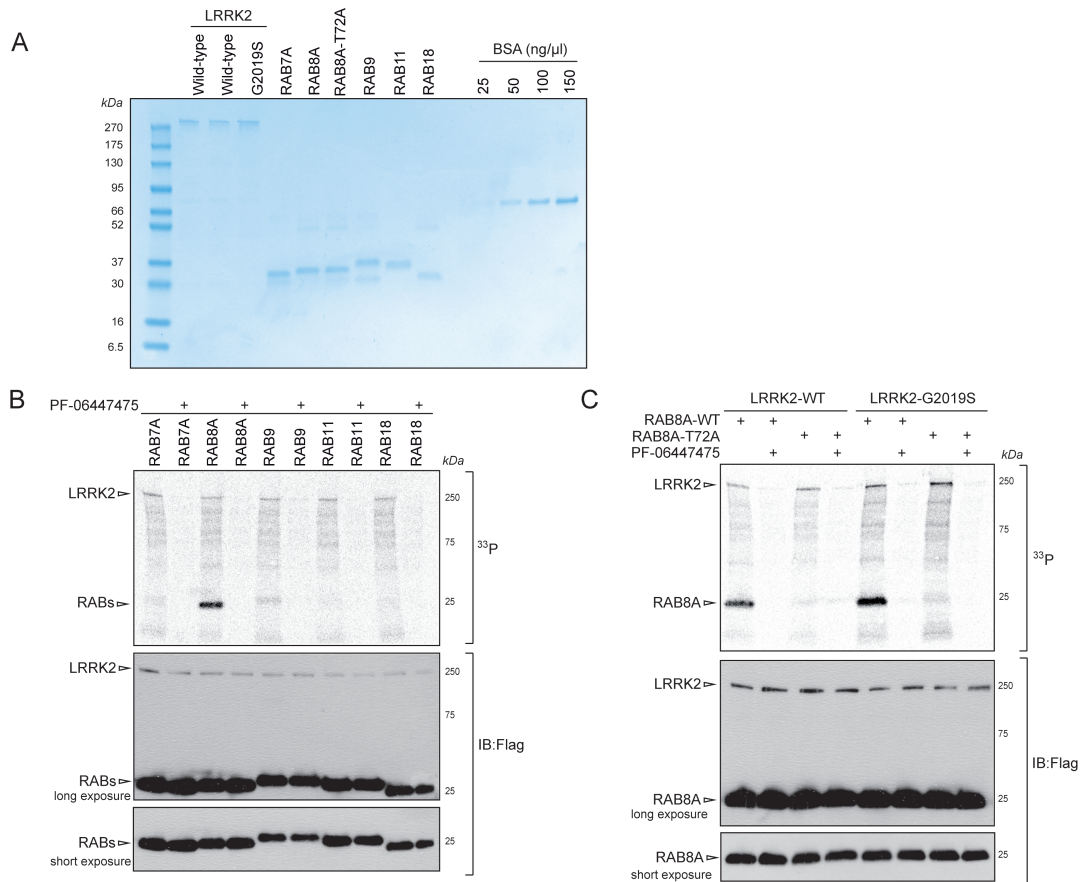 A
LRRK2
Wild-type
Wild-type
G2019S
RAB7A
RAB8A
RAB8A-T72A
RAB9
RAB11
RAB18
BSA (ng/µl)
25
50
100
150
kDa
270
175
130
95
66
52
37
30
16
6.5
B
PF-06447475 + + + + +
RAB7A
RAB7A
RAB8A
RAB8A
RAB9
RAB9
RAB11
RAB11
RAB18
RAB18
kDa
LRRK2
250
75
RABs
25
33P
LRRK2
250
75
RABs
long exposure
25
IB:Flag
RABs
short exposure
25
C
LRRK2-WT LRRK2-G2019S
RAB8A-WT + + + +
RAB8A-T72A + + + +
PF-06447475 + + + +
kDa
LRRK2
250
75
RAB8A
25
33P
LRRK2
250
75
RAB8A
long exposure
25
IB:Flag
RAB8A
short exposure
25